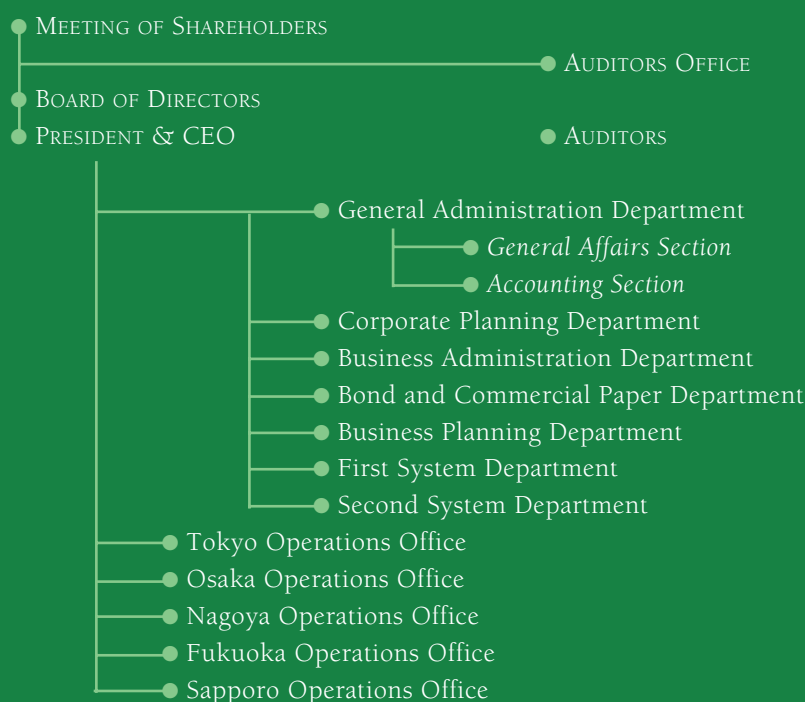 MEETING OF SHAREHOLDERS
AUDITORS OFFICE
BOARD OF DIRECTORS
PRESIDENT & CEO
AUDITORS
General Administration Department
General Affairs Section
Accounting Section
Corporate Planning Department
Business Administration Department
Bond and Commercial Paper Department
Business Planning Department
First System Department
Second System Department
Tokyo Operations Office
Osaka Operations Office
Nagoya Operations Office
Fukuoka Operations Office
Sapporo Operations Office